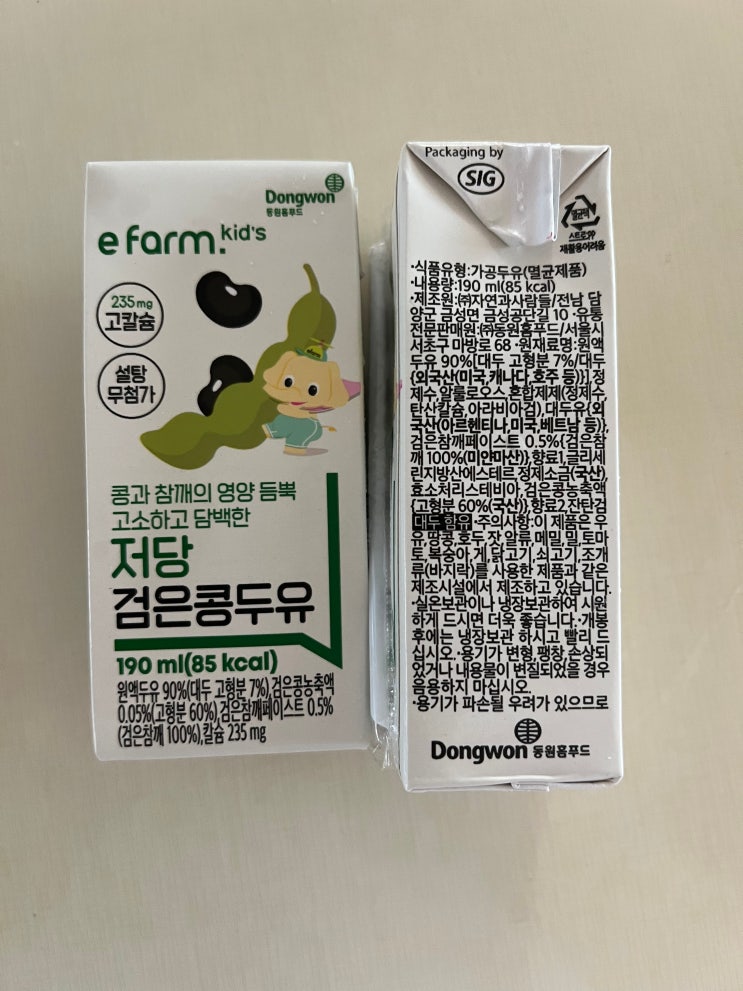 Dongwon
동원홈푸드
efarm.kid's
235 mg
고칼슘
설탕
무첨가
콩과 참깨의 영양 듬뿍
고소하고 담백한
저당
검은콩두유
190 ml(85 kcal)
원액두유 90%(대두 고형분 7%),검은콩농축액
0.05%(고형분 60%),검은참깨페이스트 0.5%
(검은참깨 100%),칼슘 235 mg
Packaging by
SIG
멸균팩
스트로㈜
재활용어려움
•식품유형:가공두유(멸균제품)
•내용량:190 ml(85 kcal)
•제조원:㈜자연과사람들/전남 담
양군 금성면 금성공단길 10 •유통
전문판매원:㈜동원홈푸드/서울시
서초구 마방로 68 •원재료명:원액
두유 90%[대두 고형분 7%/대두
{외국산(미국,캐나다,호주 등)}],정
제수,알룰로오스,혼합제제(정제수,
탄산칼슘,아라비아검),대두유{외
국산(아르헨티나,미국,베트남 등)},
검은참깨페이스트 0.5%{검은참
깨 100%(미얀마산)},향료1,글리세
린지방산에스테르,정제소금(국산),
효소처리스테비아,검은콩농축액
{고형분 60%(국산)},향료2,잔탄검
대두 함유 •주의사항:이 제품은 우
유,땅콩,호두,잣,알류,메밀,밀,토마
토,복숭아,게,닭고기,쇠고기,조개
류(바지락)를 사용한 제품과 같은
제조시설에서 제조하고 있습니다.
•실온보관이나 냉장보관하여 시원
하게 드시면 더욱 좋습니다.•개봉
후에는 냉장보관 하시고 빨리 드
십시오.•용기가 변형,팽창,손상되
었거나 내용물이 변질되었을 경우
음용하지 마십시오.
•용기가 파손될 우려가 있으므로
Dongwon 동원홈푸드